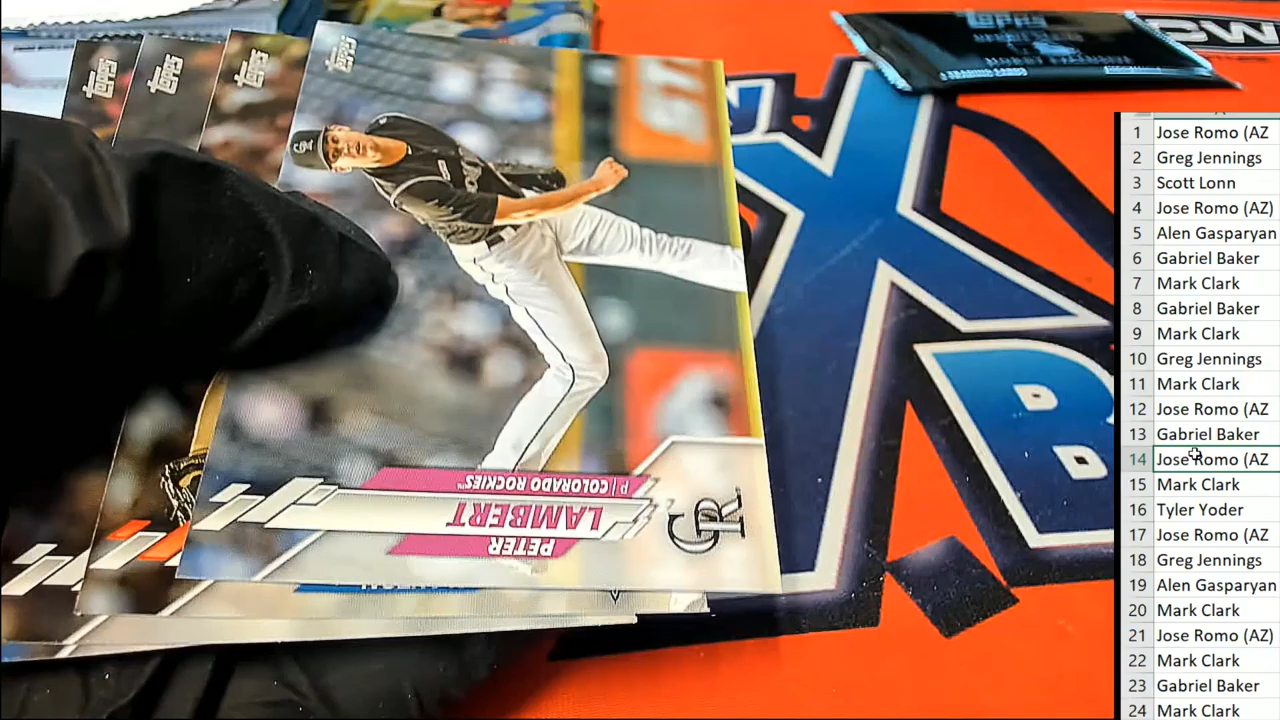 TOPPS
TOPPS
TOPPS
TOPPS
TOPPS
CW
P | COLORADO ROCKIES™
LAMBERT
PETER
CR
B
1 Jose Romo (AZ
2 Greg Jennings
3 Scott Lonn
4 Jose Romo (AZ)
5 Alen Gasparyan
6 Gabriel Baker
7 Mark Clark
8 Gabriel Baker
9 Mark Clark
10 Greg Jennings
11 Mark Clark
12 Jose Romo (AZ
13 Gabriel Baker
14 Jose Romo (AZ
15 Mark Clark
16 Tyler Yoder
17 Jose Romo (AZ
18 Greg Jennings
19 Alen Gasparyan
20 Mark Clark
21 Jose Romo (AZ)
22 Mark Clark
23 Gabriel Baker
24 Mark Clark